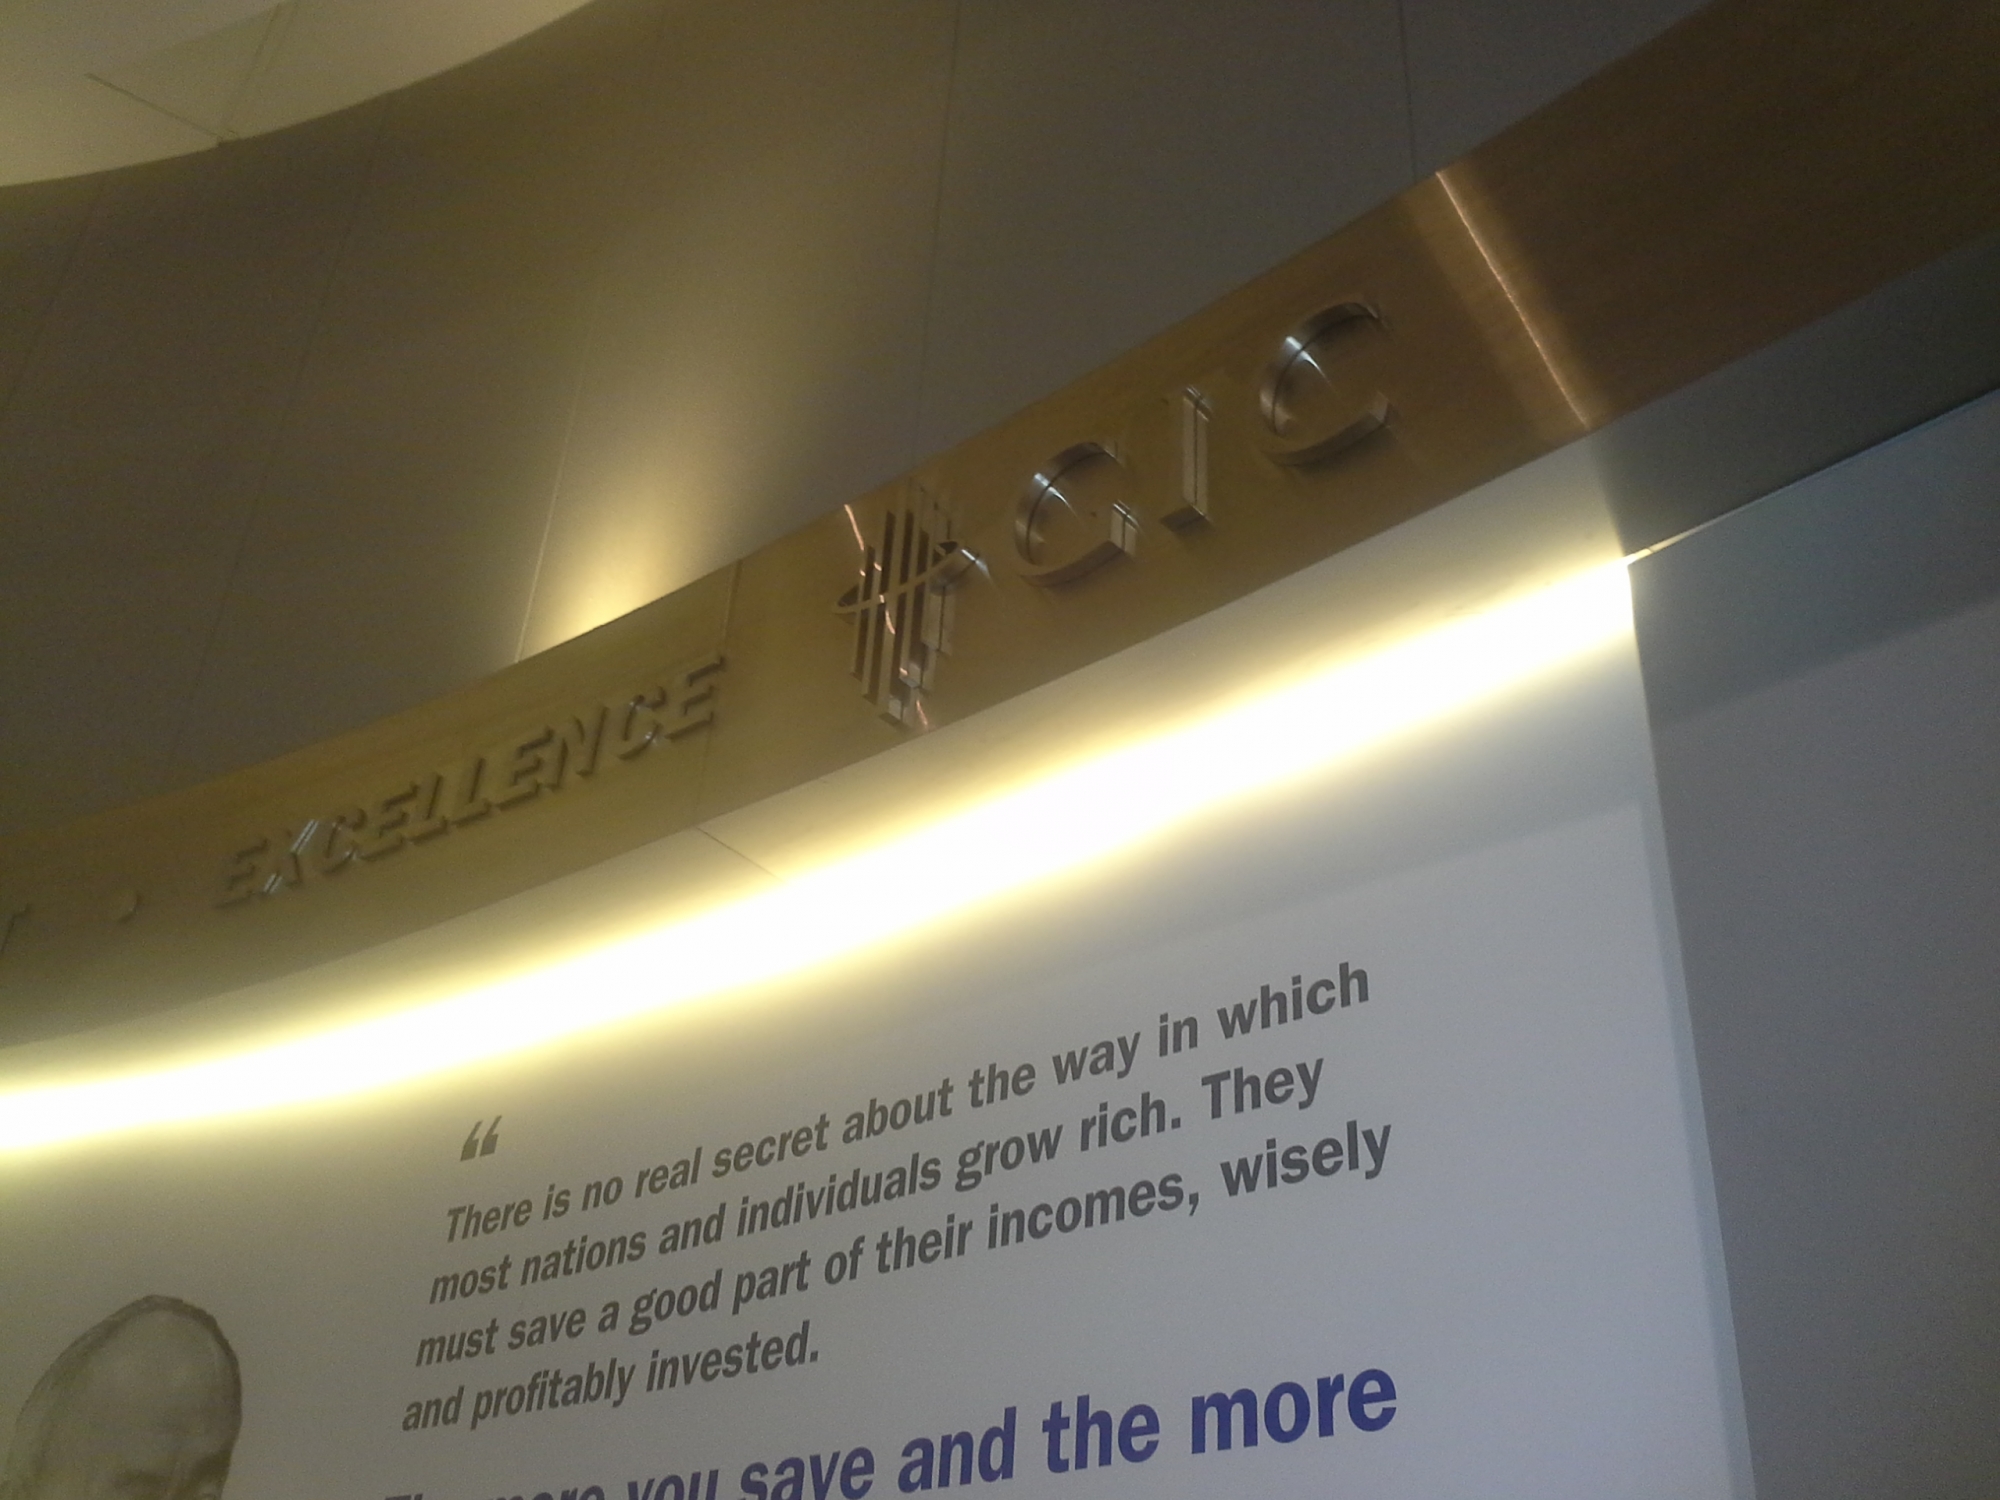 EXCELLENCE
GIC
“
There is no real secret about the way in which
most nations and individuals grow rich. They
must save a good part of their incomes, wisely
and profitably invested.
you save and the more